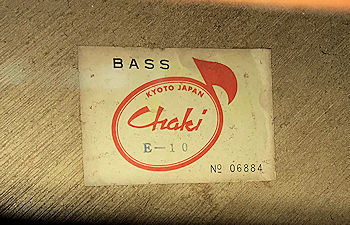 BASS
KYOTO JAPAN
Chaki
E-10
Nº 06884